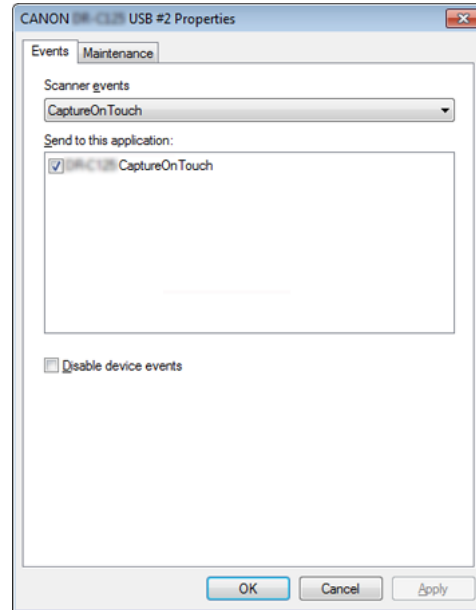 CANON USB #2 Properties
Events Maintenance
Scanner events
CaptureOnTouch
Send to this application:
CaptureOnTouch
Disable device events
OK Cancel Apply